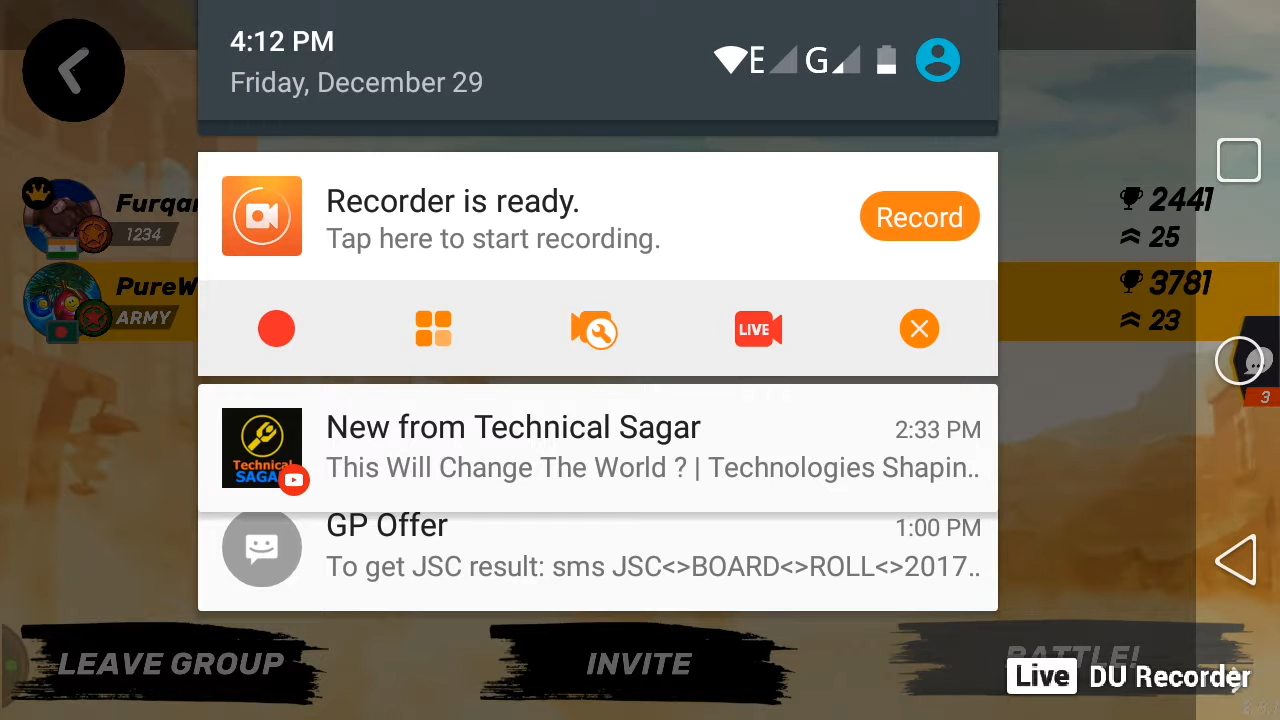 4:12 PM
Friday, December 29
E G
Recorder is ready.
Tap here to start recording.
Record
LIVE
Furqan
1234
2441
25
PureW
ARMY
3781
23
3
New from Technical Sagar
2:33 PM
This Will Change The World ? | Technologies Shapin..
Technical
SAGA
GP Offer
1:00 PM
To get JSC result: sms JSC<>BOARD<>ROLL<>2017..
LEAVE GROUP
INVITE
BATTLE!
Live DU Recorder